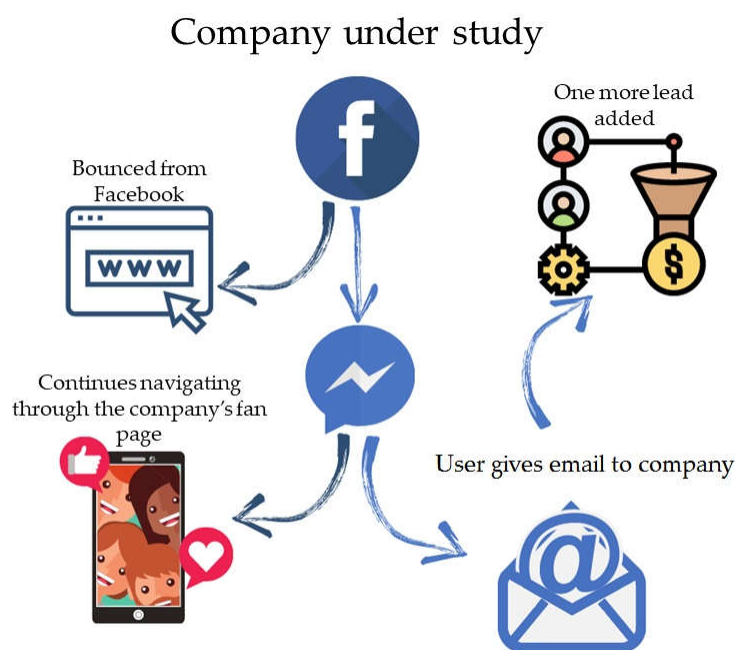 Company under study
One more lead
added
Bounced from
Facebook
f
WWW
$
Continues navigating
through the company's fan
page
User gives email to company
@